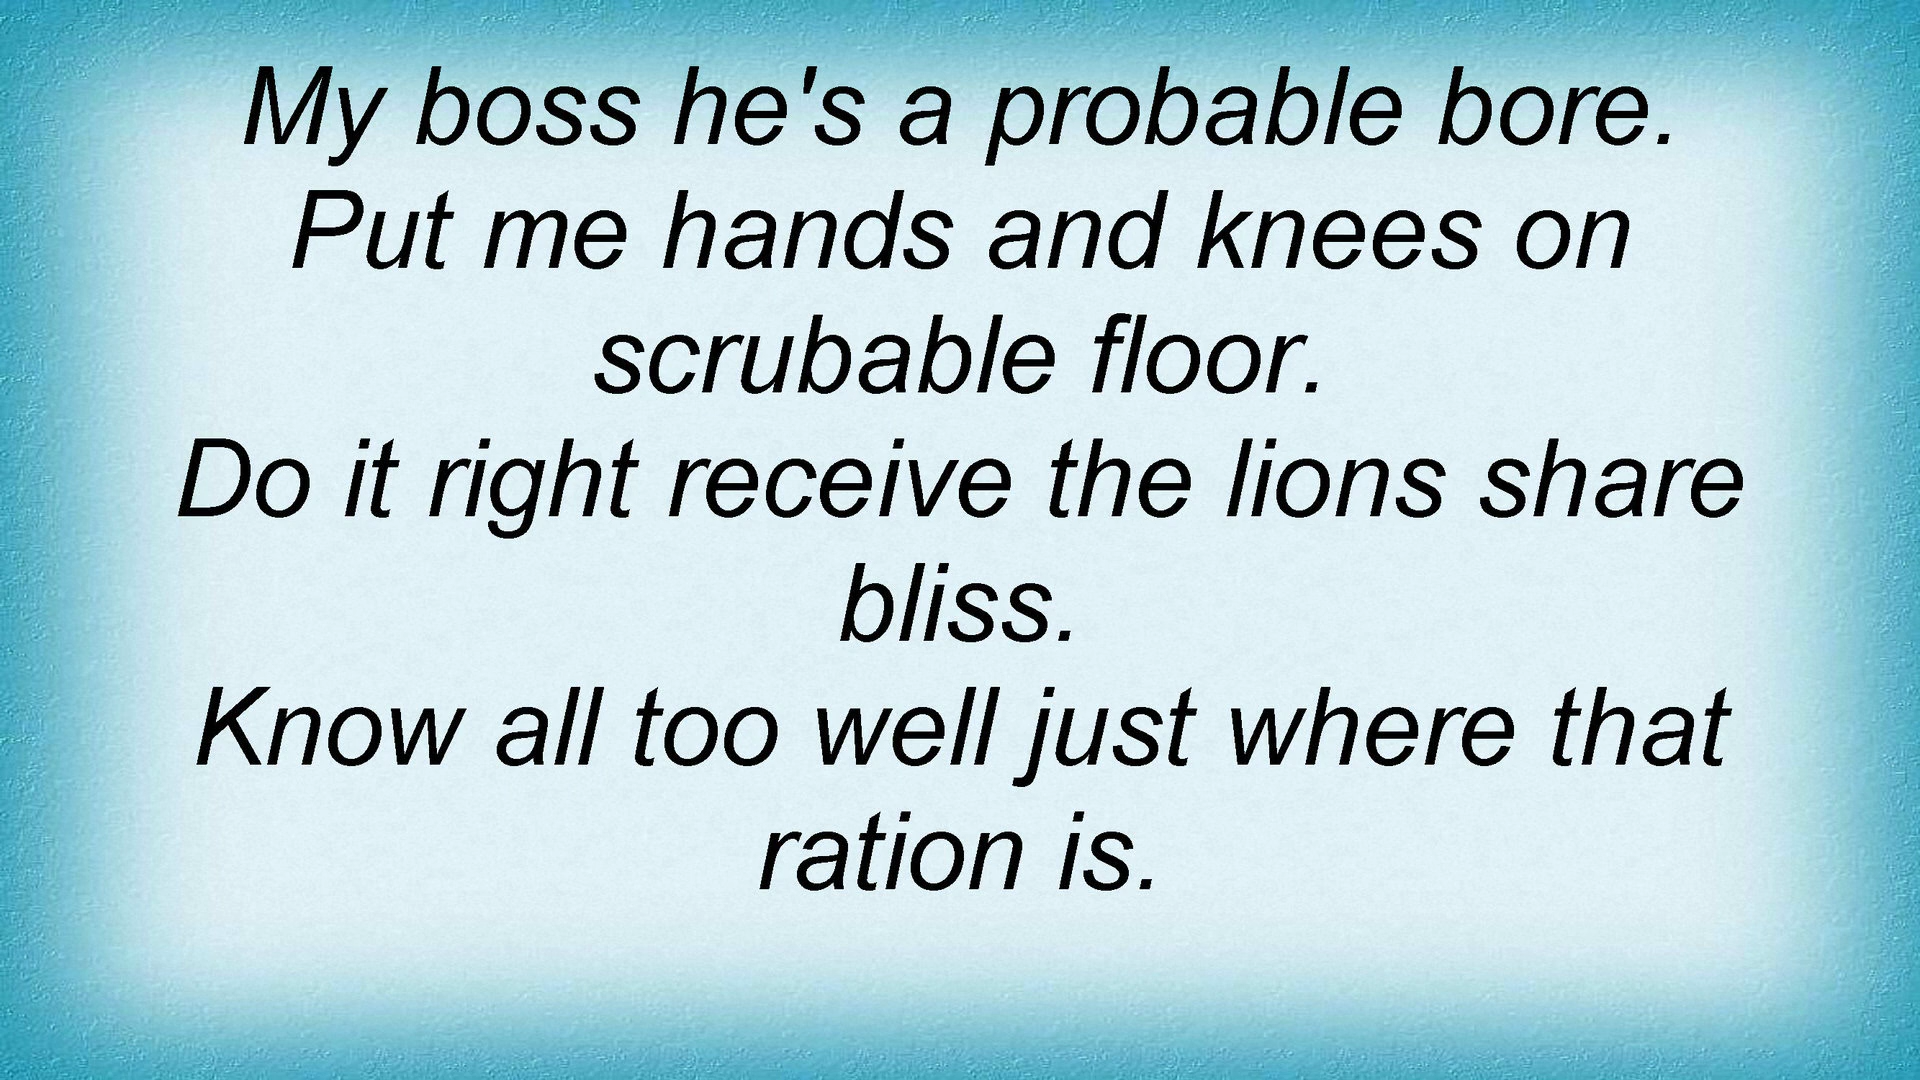 My boss he's a probable bore.
Put me hands and knees on
scrubable floor.
Do it right receive the lions share
bliss.
Know all too well just where that
ration is.